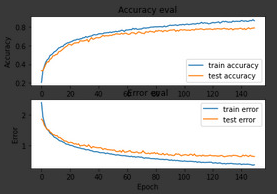 Accuracy eval
Accuracy
0.8
0.6
0.4
0.2
train accuracy
test accuracy
0 20 40 60 80 100 120 140
Error eval
Error
2
1
train error
test error
0 20 40 60 80 100 120 140
Epoch